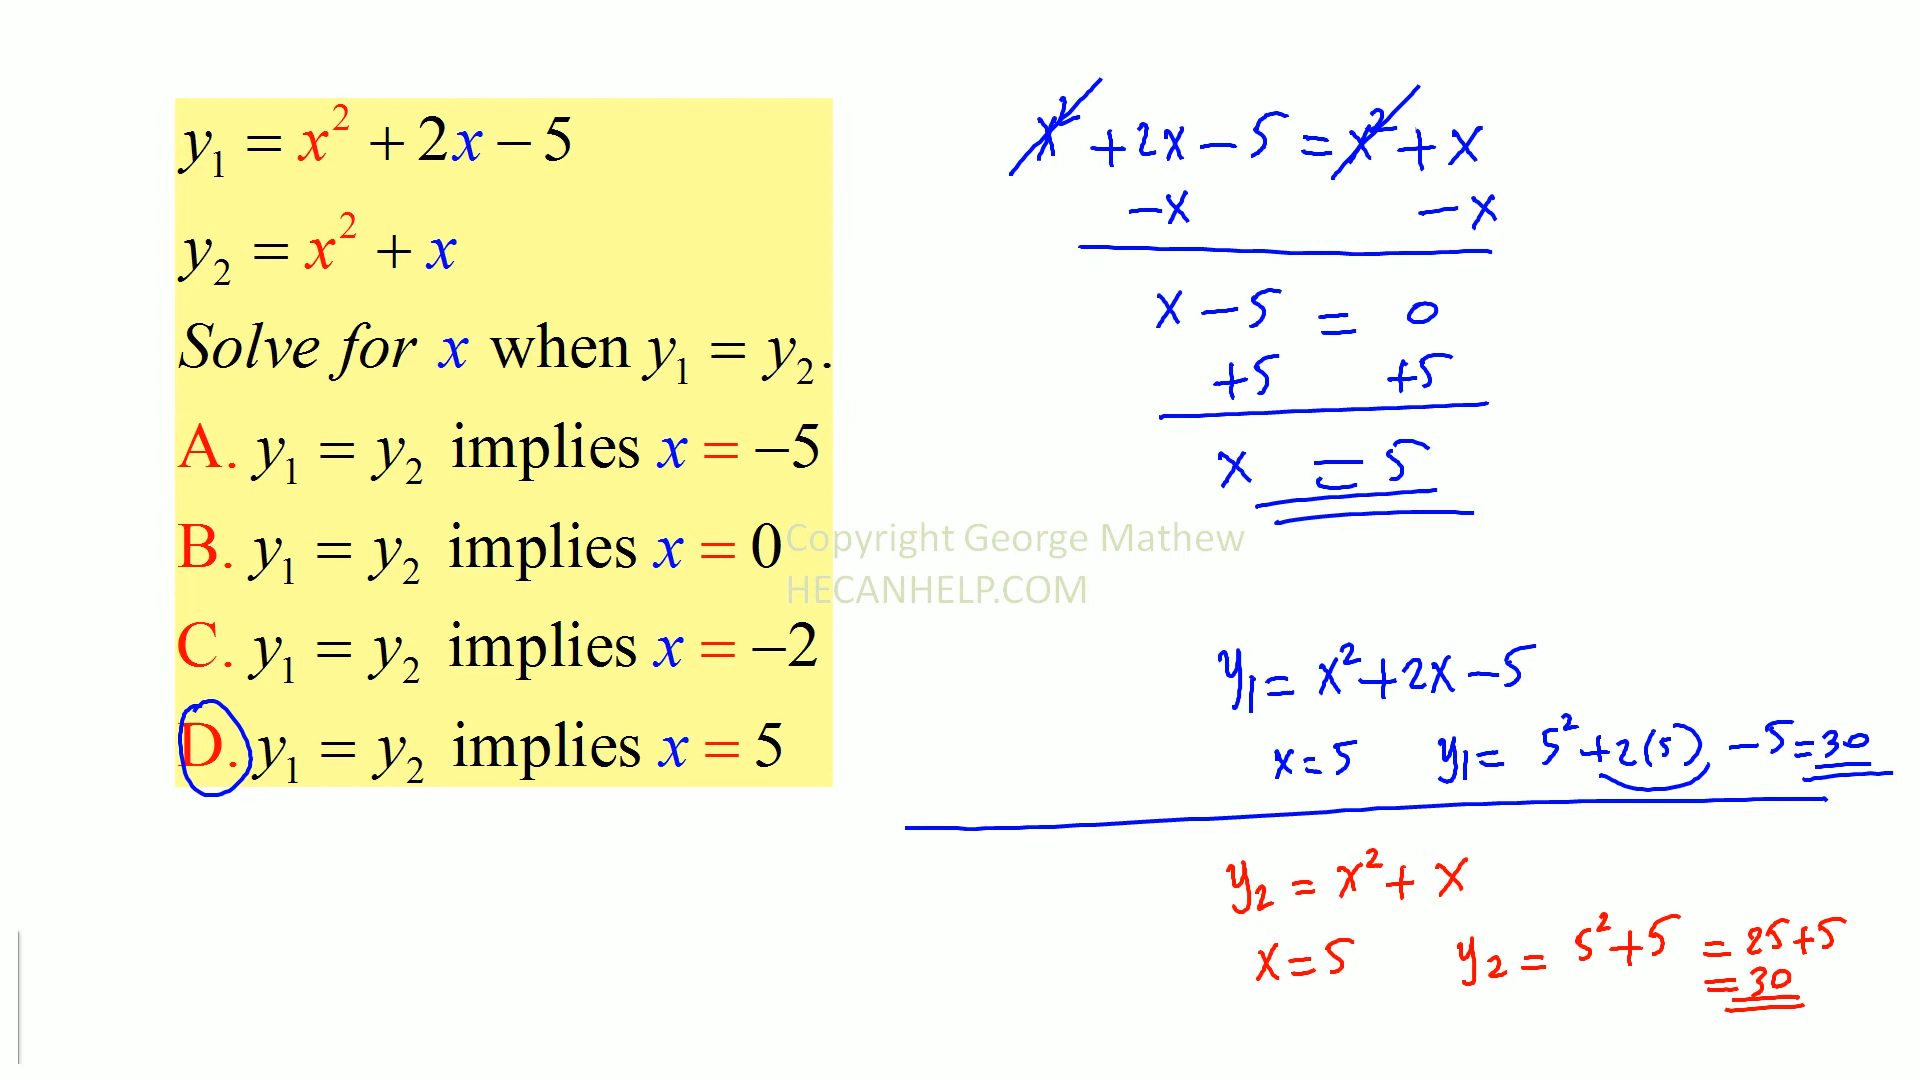 y₁ = x² + 2x − 5
y₂ = x² + x
Solve for x when y₁ = y₂.
A. y₁ = y₂ implies x = −5
B. y₁ = y₂ implies x = 0
C. y₁ = y₂ implies x = −2
D. y₁ = y₂ implies x = 5
x² + 2x − 5 = x² + x
−x − x
x − 5 = 0
+5 +5
x = 5
Copyright George Mathew
HECANHELP.COM
y₁ = x² + 2x − 5
x = 5 y₁ = 5² + 2(5) − 5 = 30
y₂ = x² + x
x = 5 y₂ = 5² + 5 = 25 + 5
= 30